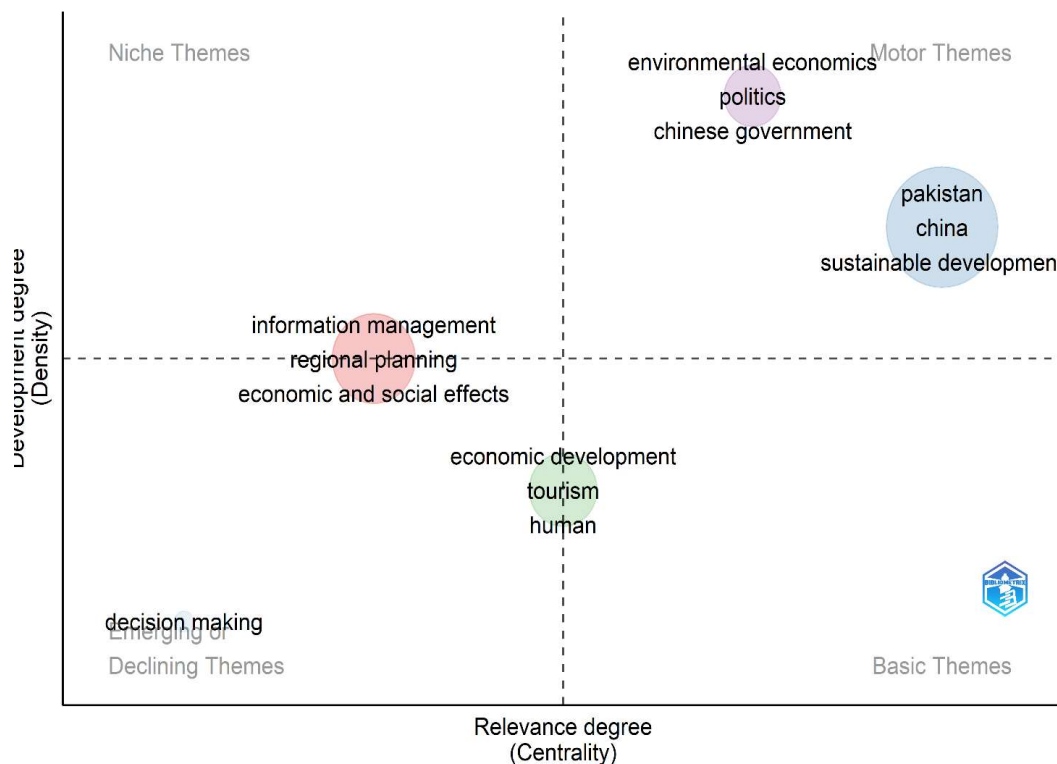 Niche Themes
Motor Themes
environmental economics
politics
chinese government
pakistan
china
sustainable development
information management
regional planning
economic and social effects
economic development
tourism
human
decision making
Emerging or
Declining Themes
Basic Themes
BIBLIOMETRIX
Development degree
(Density)
Relevance degree
(Centrality)